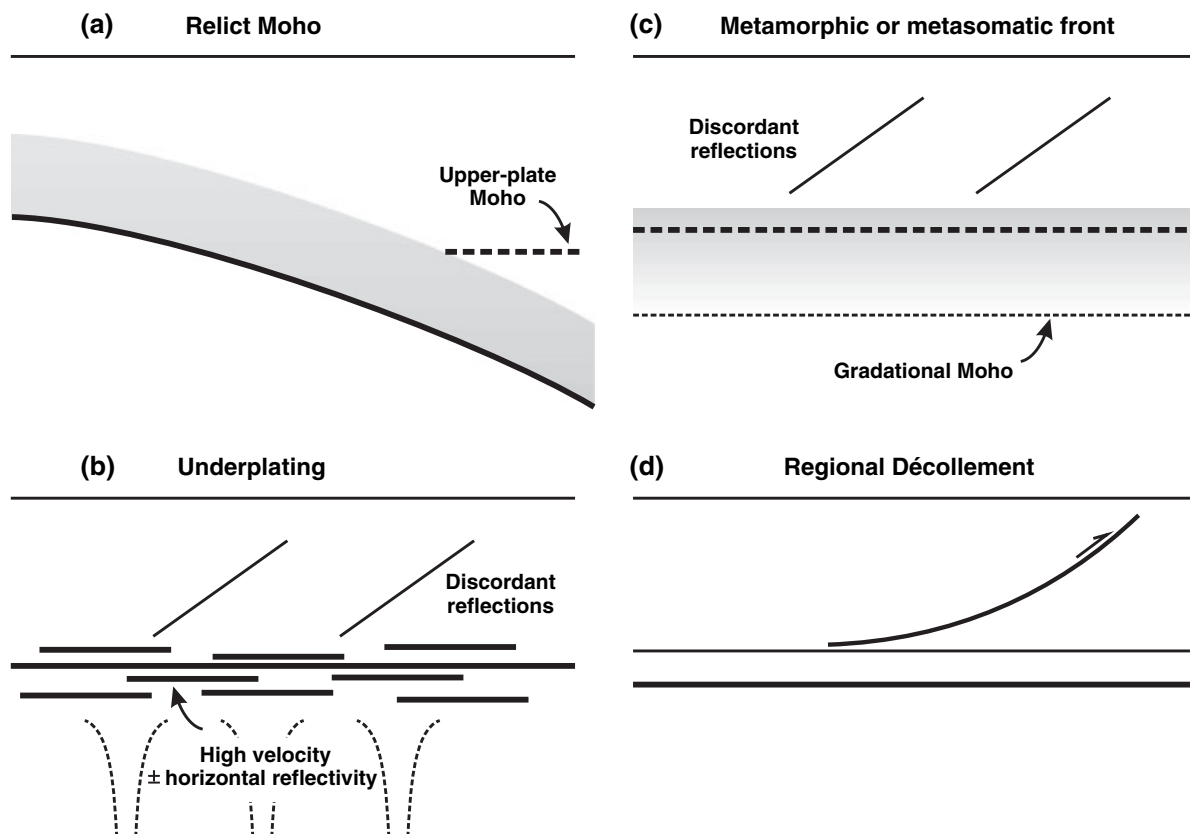 (a) Relict Moho
Upper-plate
Moho
(b) Underplating
Discordant
reflections
High velocity
± horizontal reflectivity
(c) Metamorphic or metasomatic front
Discordant
reflections
Gradational Moho
(d) Regional Décollement